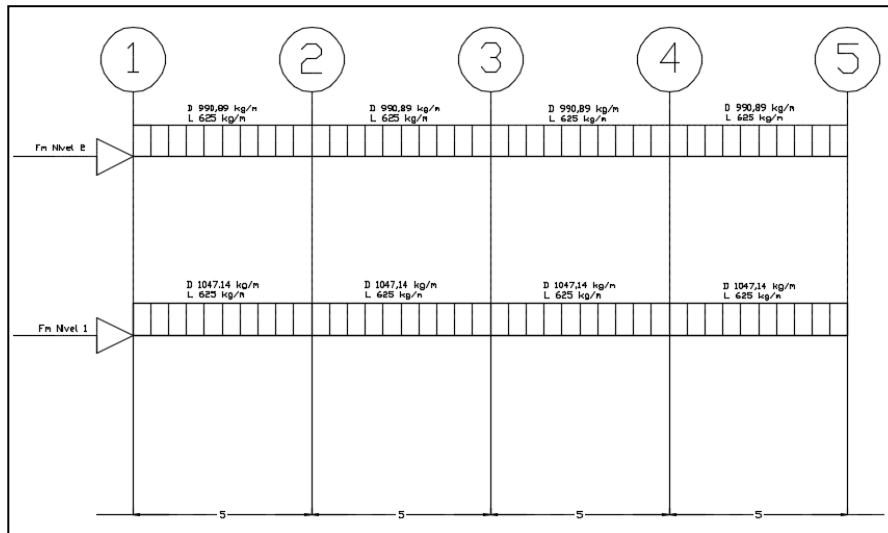 1 2 3 4 5
D 990,89 kg/m D 990,89 kg/m D 990,89 kg/m D 990,89 kg/m
L 625 kg/m L 625 kg/m L 625 kg/m L 625 kg/m
Fm Nivel 2
D 1047,14 kg/m D 1047,14 kg/m D 1047,14 kg/m D 1047,14 kg/m
L 625 kg/m L 625 kg/m L 625 kg/m L 625 kg/m
Fm Nivel 1
5 5 5 5